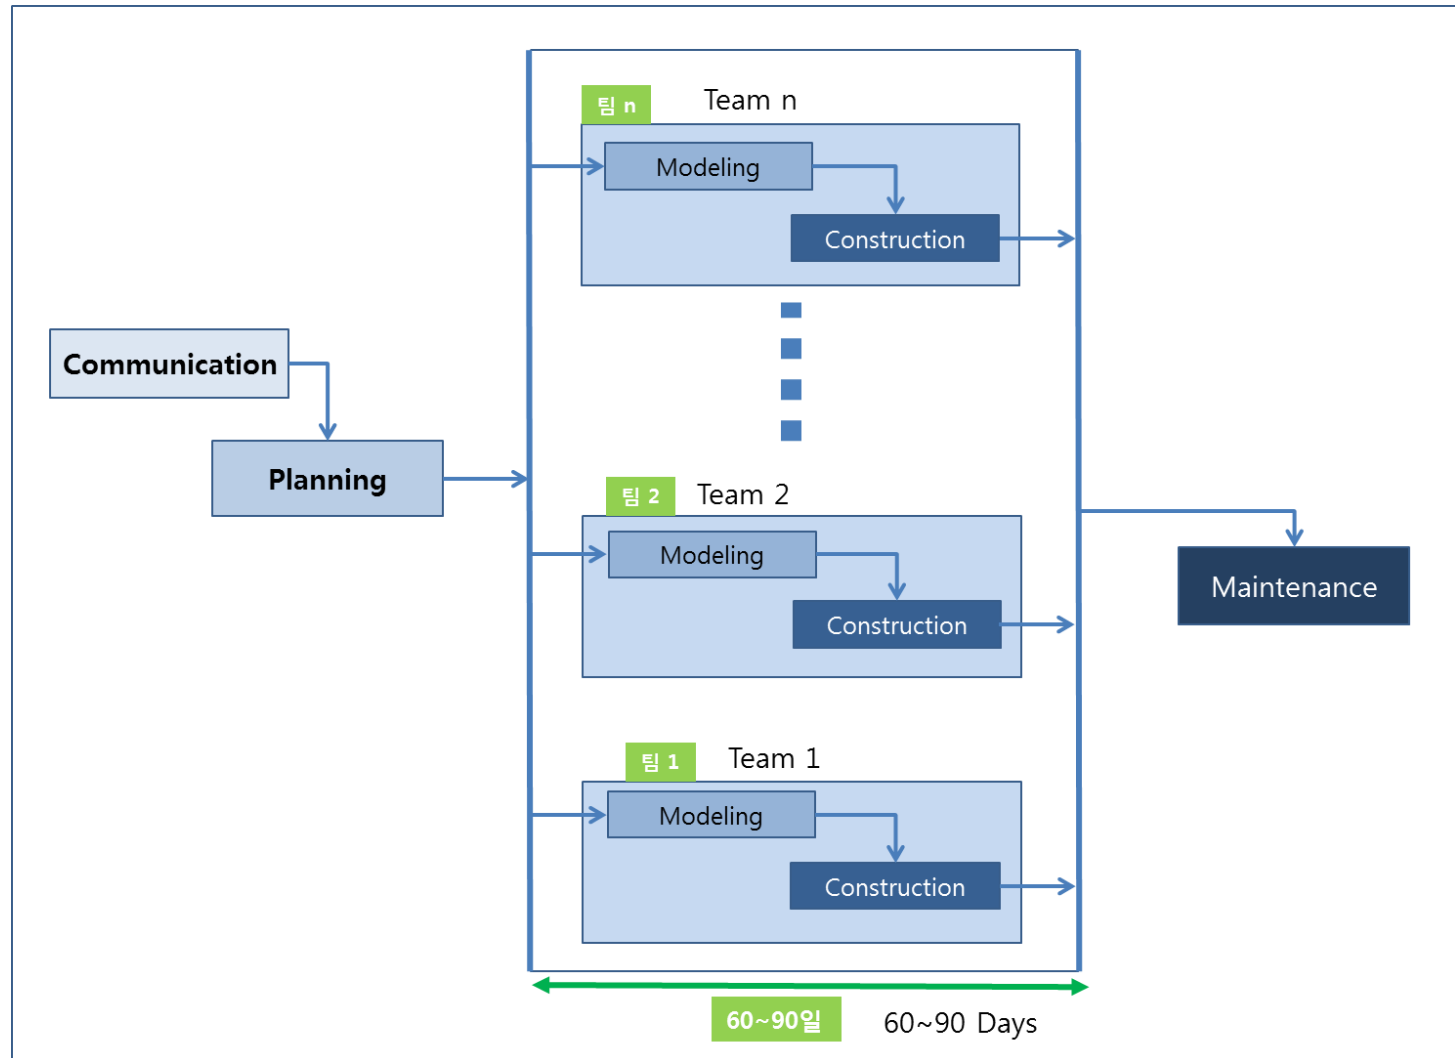 팀 n
Team n
Modeling
Construction
Communication
Planning
팀 2
Team 2
Modeling
Construction
Maintenance
팀 1
Team 1
Modeling
Construction
60~90일
60~90 Days